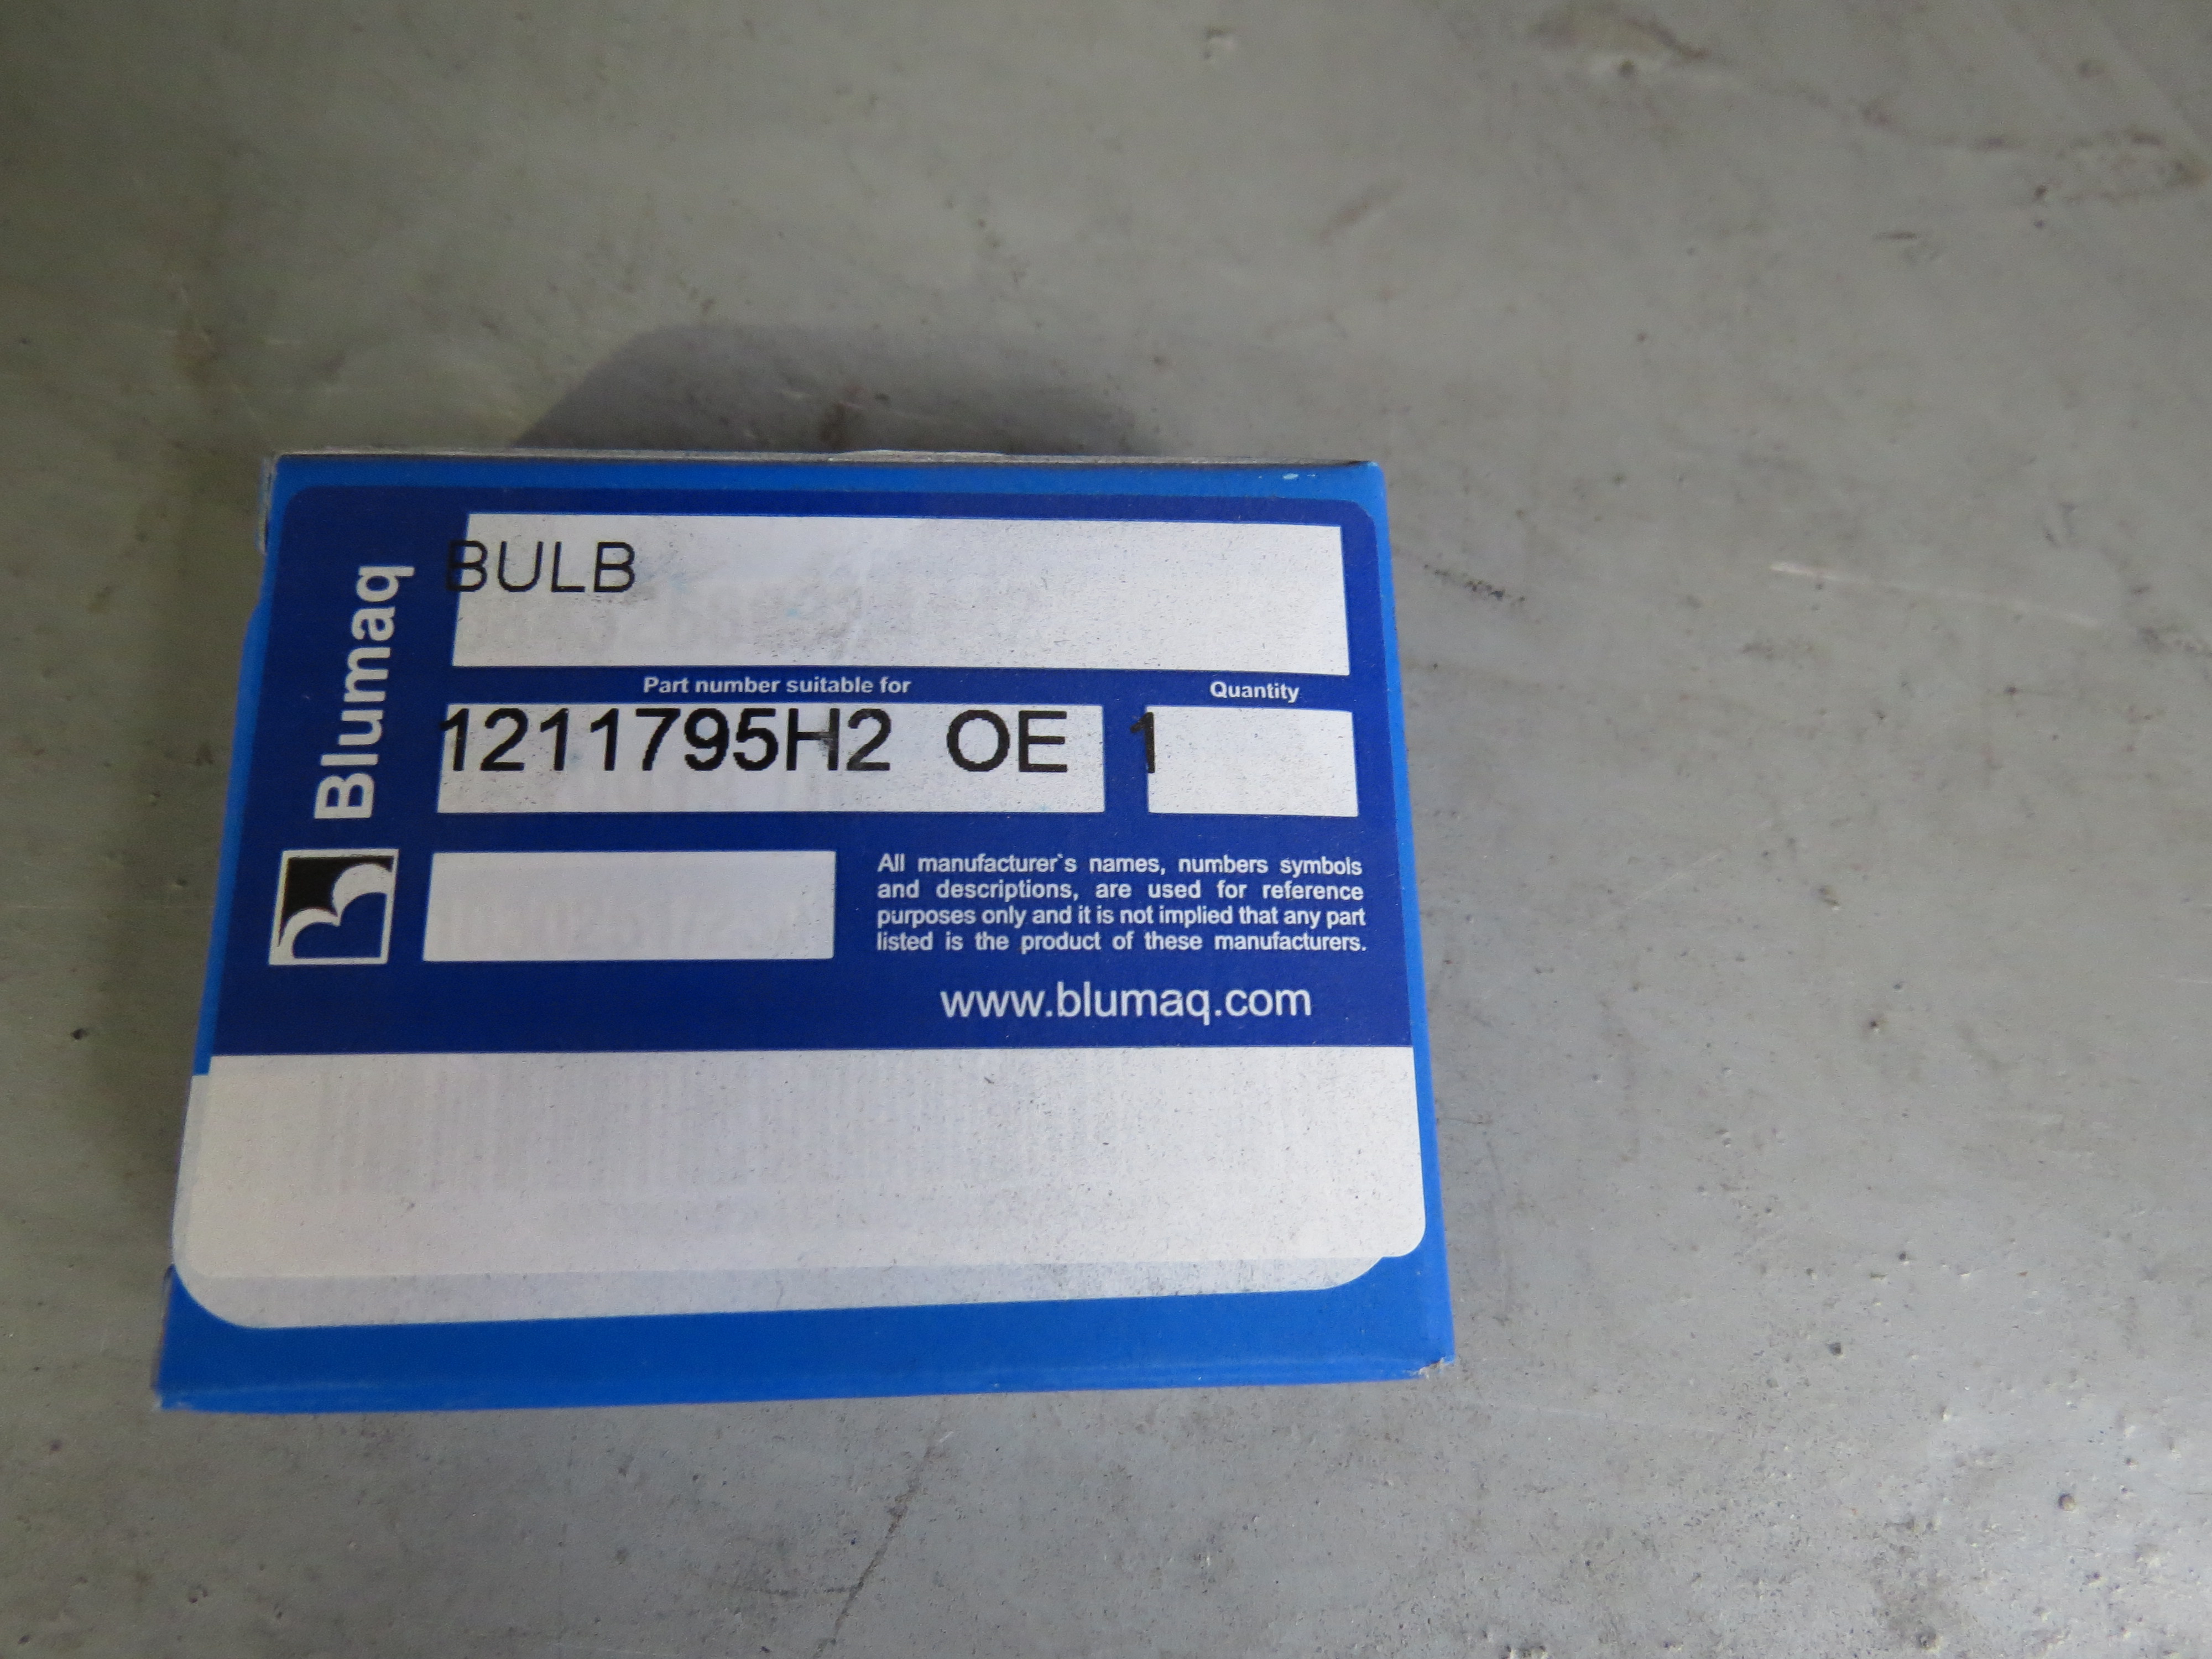 BULB
Blumaq
Part number suitable for
Quantity
1211795H2 OE
1
All manufacturer`s names, numbers symbols
and descriptions, are used for reference
purposes only and it is not implied that any part
listed is the product of these manufacturers.
www.blumaq.com